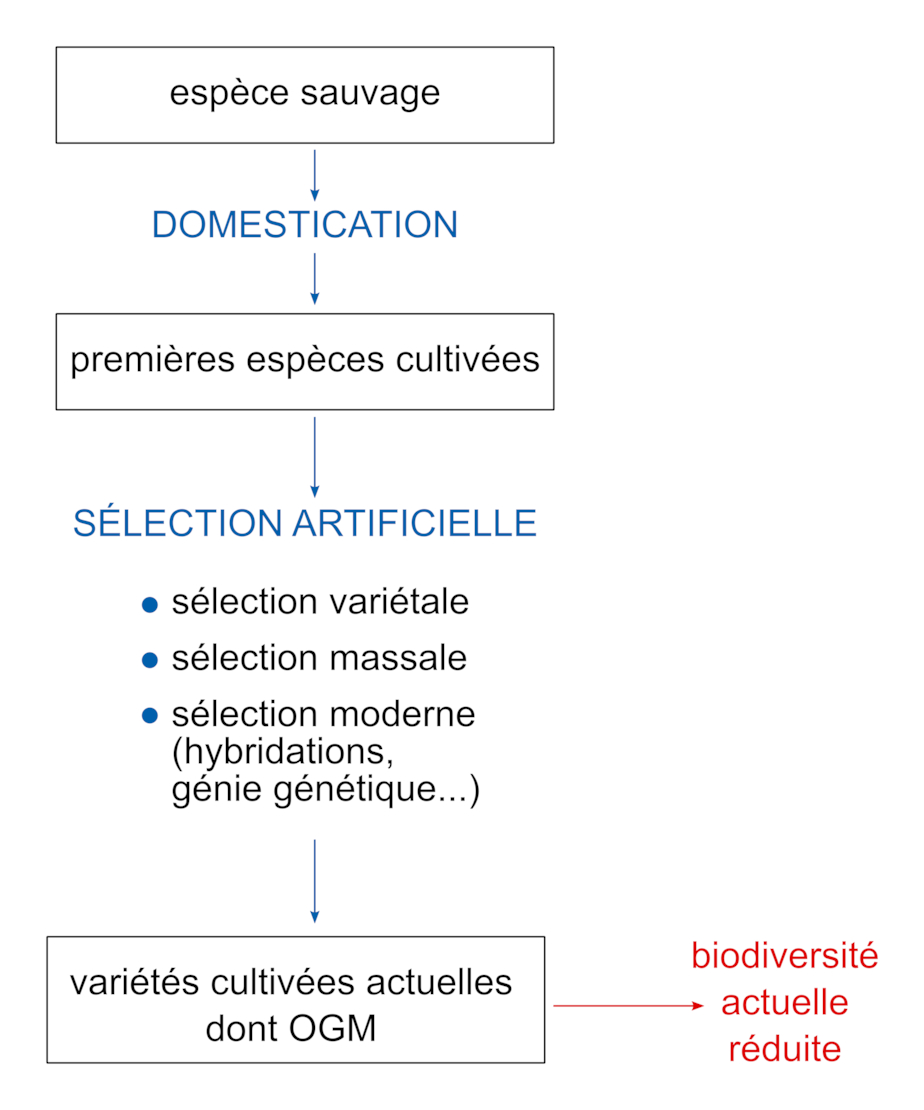 espèce sauvage
DOMESTICATION
premières espèces cultivées
SÉLECTION ARTIFICIELLE
• sélection variétale
• sélection massale
• sélection moderne
(hybridations,
génie génétique...)
variétés cultivées actuelles
dont OGM
biodiversité
actuelle
réduite